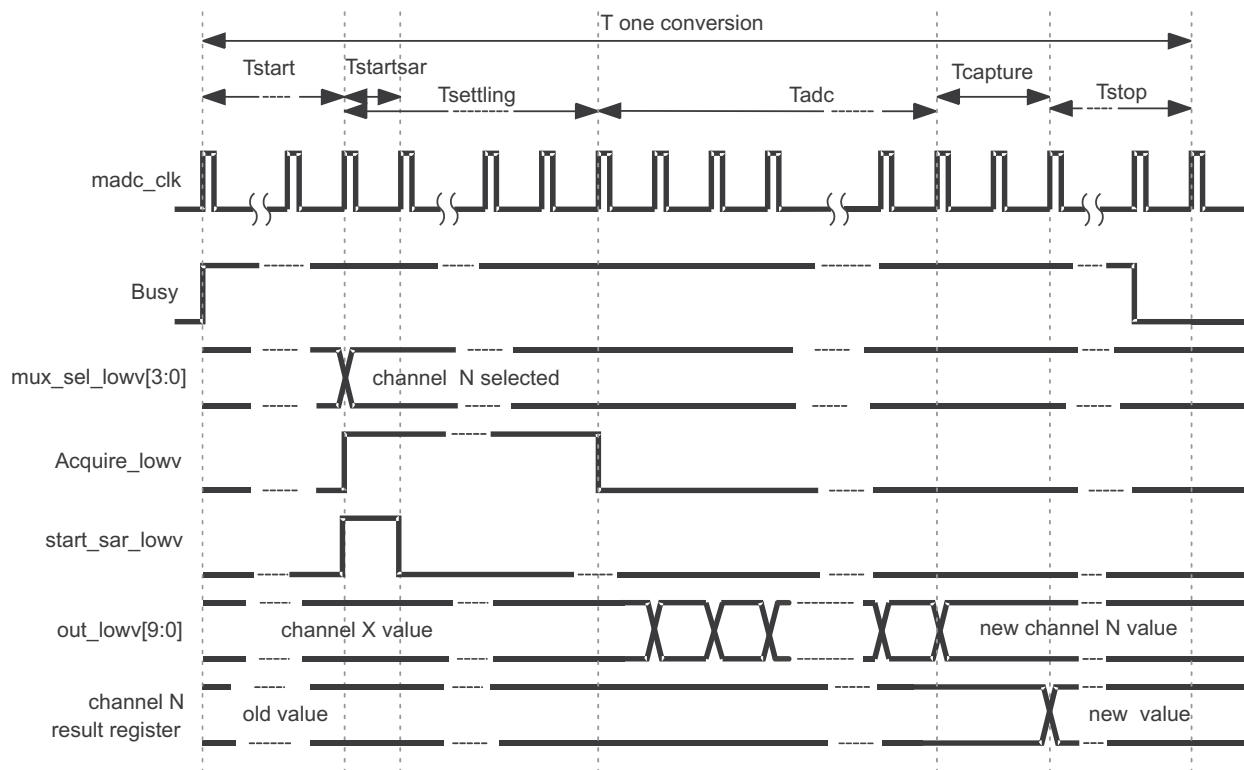 T one conversion
Tstart
Tstartsar
Tcapture
Tsettling
Tadc
Tstop
madc_clk
Busy
mux_sel_lowv[3:0]
channel N selected
Acquire_lowv
start_sar_lowv
out_lowv[9:0]
channel X value
new channel N value
channel N
result register
old value
new value